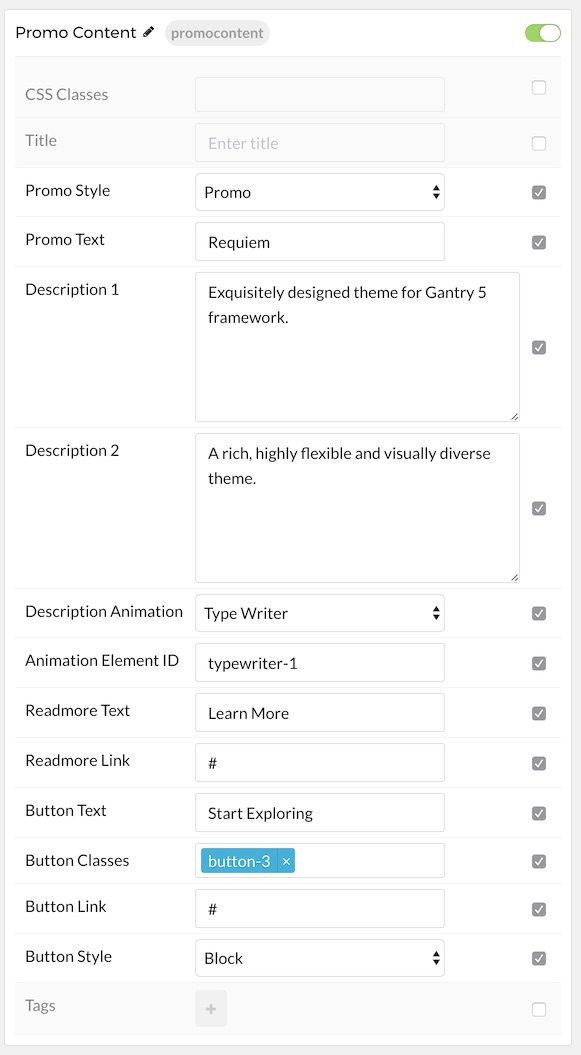 Promo Content promocontent
CSS Classes
Title Enter title
Promo Style Promo
Promo Text Requiem
Description 1 Exquisitely designed theme for Gantry 5
framework.
Description 2 A rich, highly flexible and visually diverse
theme.
Description Animation Type Writer
Animation Element ID typewriter-1
Readmore Text Learn More
Readmore Link #
Button Text Start Exploring
Button Classes button-3 ×
Button Link #
Button Style Block
Tags +